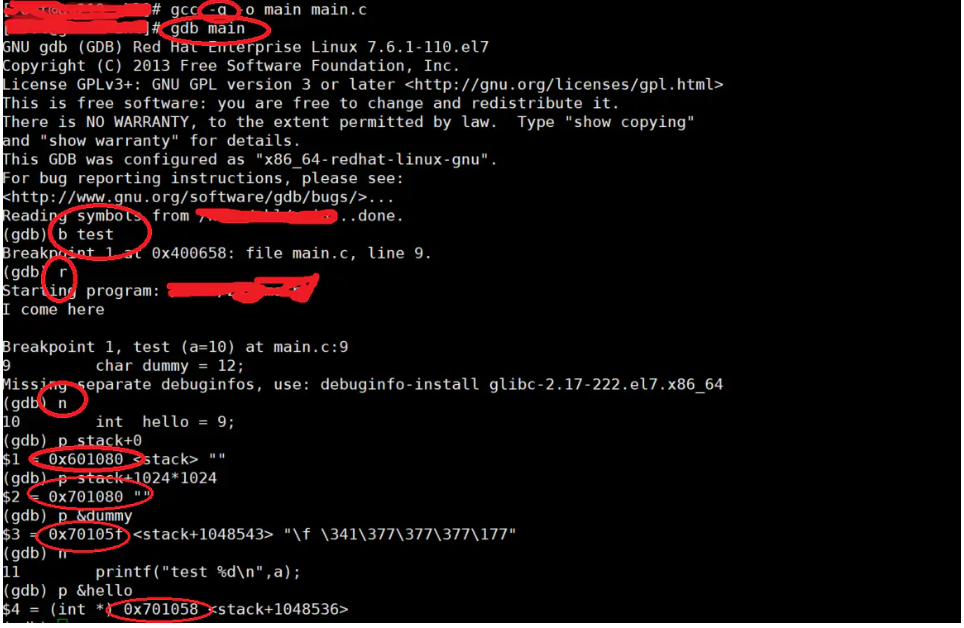 [ ]# gcc -g -o main main.c
[ ]# gdb main
GNU gdb (GDB) Red Hat Enterprise Linux 7.6.1-110.el7
Copyright (C) 2013 Free Software Foundation, Inc.
License GPLv3+: GNU GPL version 3 or later <http://gnu.org/licenses/gpl.html>
This is free software: you are free to change and redistribute it.
There is NO WARRANTY, to the extent permitted by law.  Type "show copying"
and "show warranty" for details.
This GDB was configured as "x86_64-redhat-linux-gnu".
For bug reporting instructions, please see:
<http://www.gnu.org/software/gdb/bugs/>...
Reading symbols from / ...done.
(gdb) b test
Breakpoint 1 at 0x400658: file main.c, line 9.
(gdb) r
Starting program:
I come here
Breakpoint 1, test (a=10) at main.c:9
9         char dummy = 12;
Missing separate debuginfos, use: debuginfo-install glibc-2.17-222.el7.x86_64
(gdb) n
10        int  hello = 9;
(gdb) p stack+0
$1 = 0x601080 <stack> ""
(gdb) p stack+1024*1024
$2 = 0x701080 ""
(gdb) p &dummy
$3 = 0x70105f <stack+1048543> "\f \341\377\377\377\177"
(gdb) n
11        printf("test %d\n",a);
(gdb) p &hello
$4 = (int *) 0x701058 <stack+1048536>